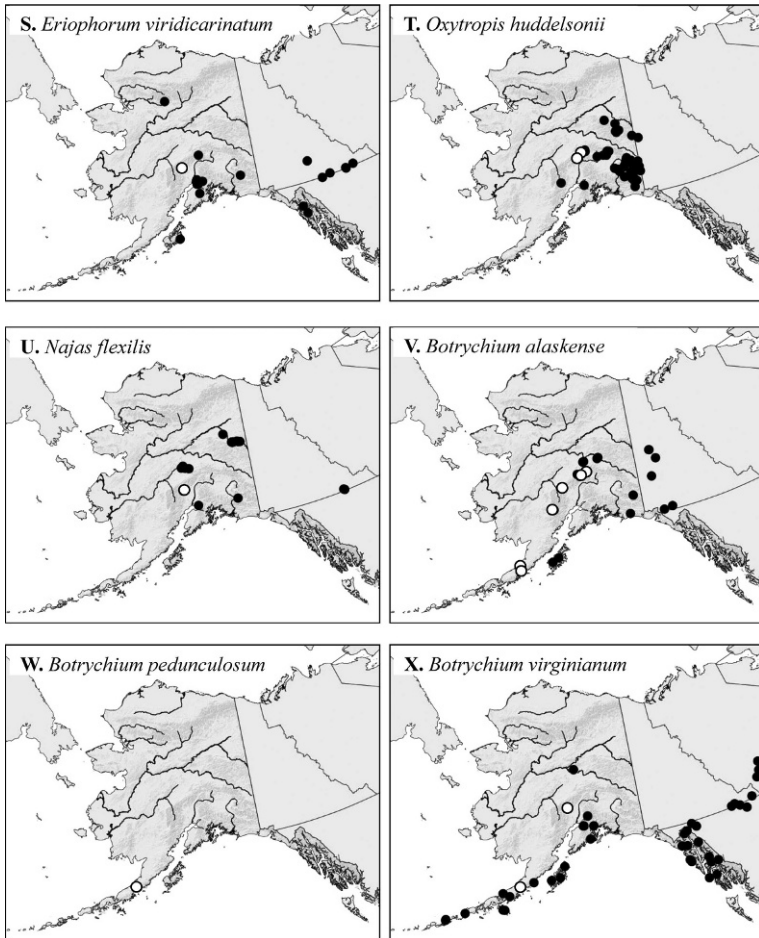 S. Eriophorum viridicarinatum
T. Oxytropis huddelsonii
U. Najas flexilis
V. Botrychium alaskense
W. Botrychium pedunculosum
X. Botrychium virginianum